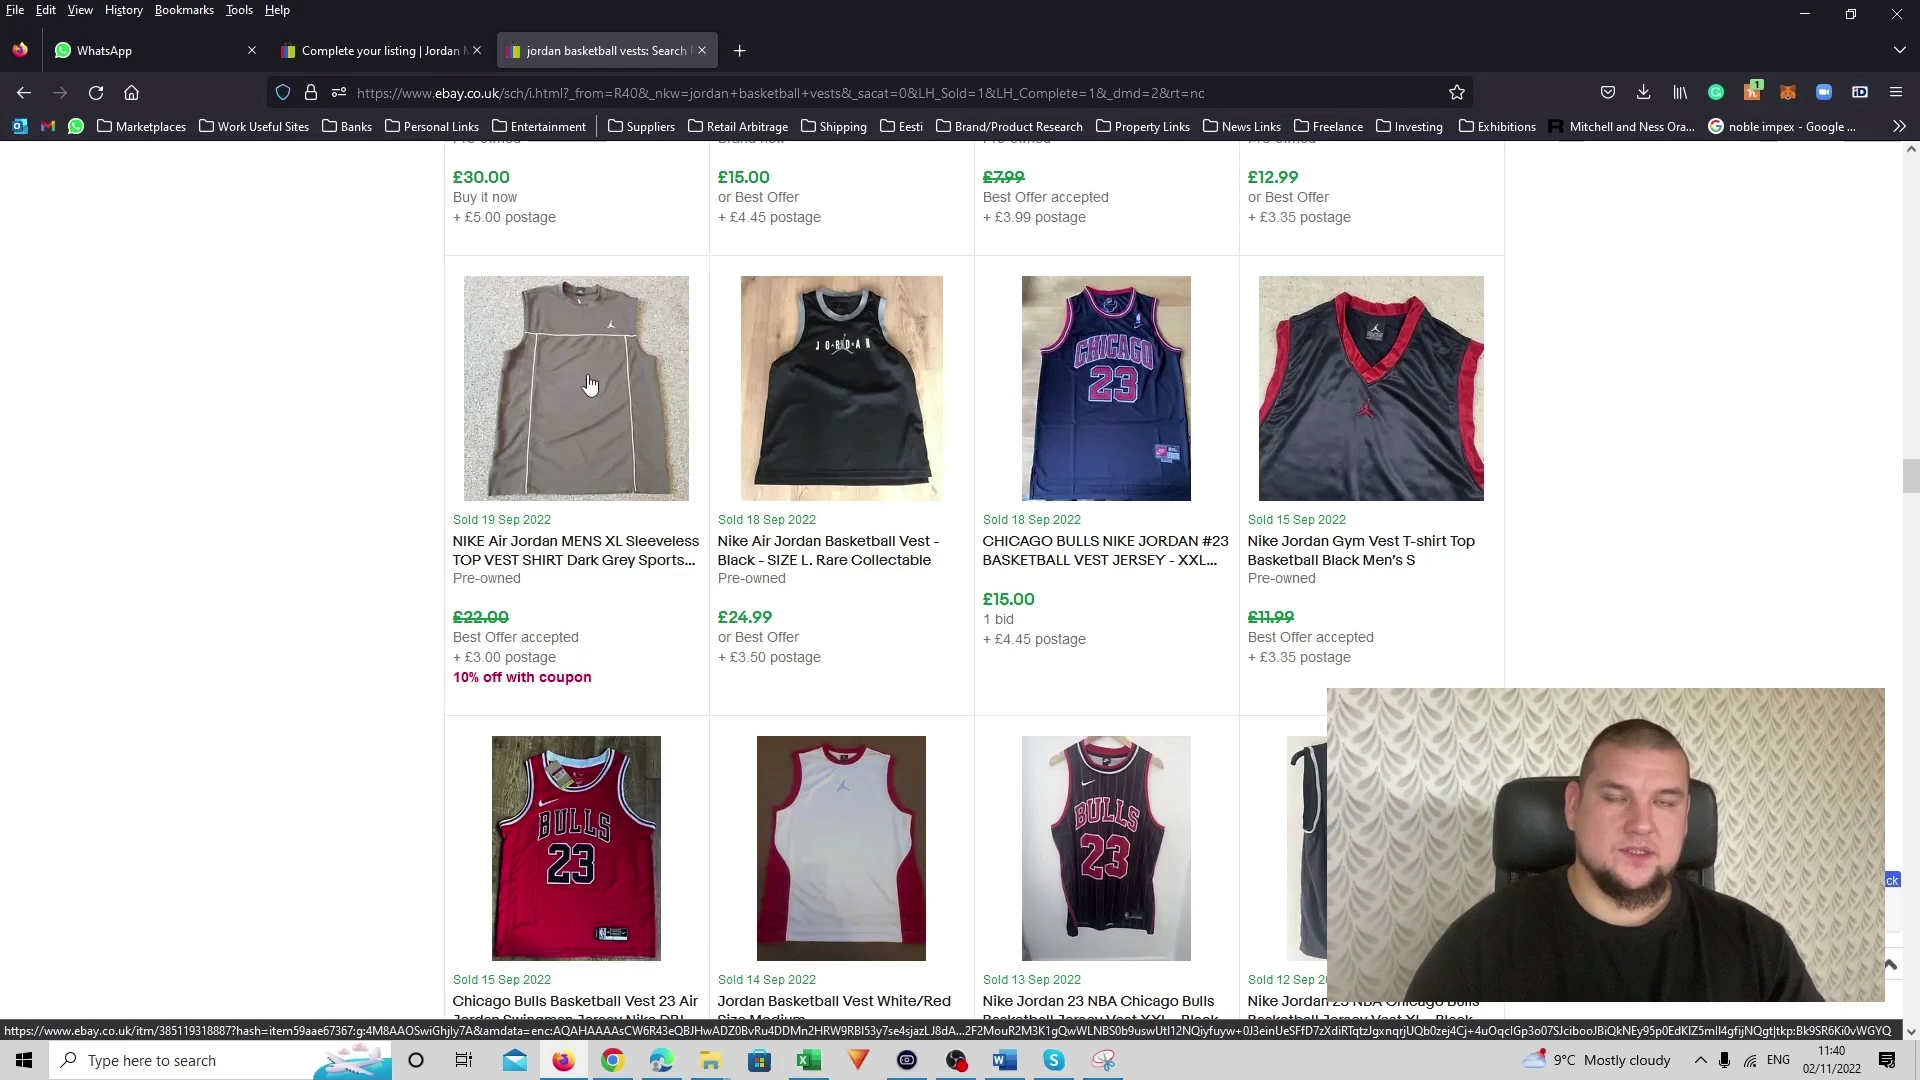 File Edit View History Bookmarks Tools Help
WhatsApp
Complete your listing | Jordan
jordan basketball vests: Search
https://www.ebay.co.uk/sch/i.html?_from=R40&_nkw=jordan+basketball+vests&_sacat=0&LH_Sold=1&LH_Complete=1&_dmd=2&rt=nc
1
Marketplaces Work Useful Sites Banks Personal Links Entertainment Suppliers Retail Arbitrage Shipping Eesti Brand/Product Research Property Links News Links Freelance Investing Exhibitions Mitchell and Ness Ora... noble impex - Google ...
£30.00
Buy it now
+ £5.00 postage
£15.00
or Best Offer
+ £4.45 postage
£7.99
Best Offer accepted
+ £3.99 postage
£12.99
or Best Offer
+ £3.35 postage
JORDAN
CHICAGO
23
Sold 19 Sep 2022
NIKE Air Jordan MENS XL Sleeveless
TOP VEST SHIRT Dark Grey Sports...
Pre-owned
£22.00
Best Offer accepted
+ £3.00 postage
10% off with coupon
Sold 18 Sep 2022
Nike Air Jordan Basketball Vest -
Black - SIZE L. Rare Collectable
Pre-owned
£24.99
or Best Offer
+ £3.50 postage
Sold 18 Sep 2022
CHICAGO BULLS NIKE JORDAN #23
BASKETBALL VEST JERSEY - XXL...
£15.00
1 bid
+ £4.45 postage
Sold 15 Sep 2022
Nike Jordan Gym Vest T-shirt Top
Basketball Black Men's S
Pre-owned
£11.99
Best Offer accepted
+ £3.35 postage
BULLS
23
BULLS
23
Sold 15 Sep 2022
Chicago Bulls Basketball Vest 23 Air
Sold 14 Sep 2022
Jordan Basketball Vest White/Red
Sold 13 Sep 2022
Nike Jordan 23 NBA Chicago Bulls
Sold 12
Nike Jordan 23 NBA Chicago Bulls
Type here to search
9°C Mostly cloudy
ENG
11:40
02/11/2022